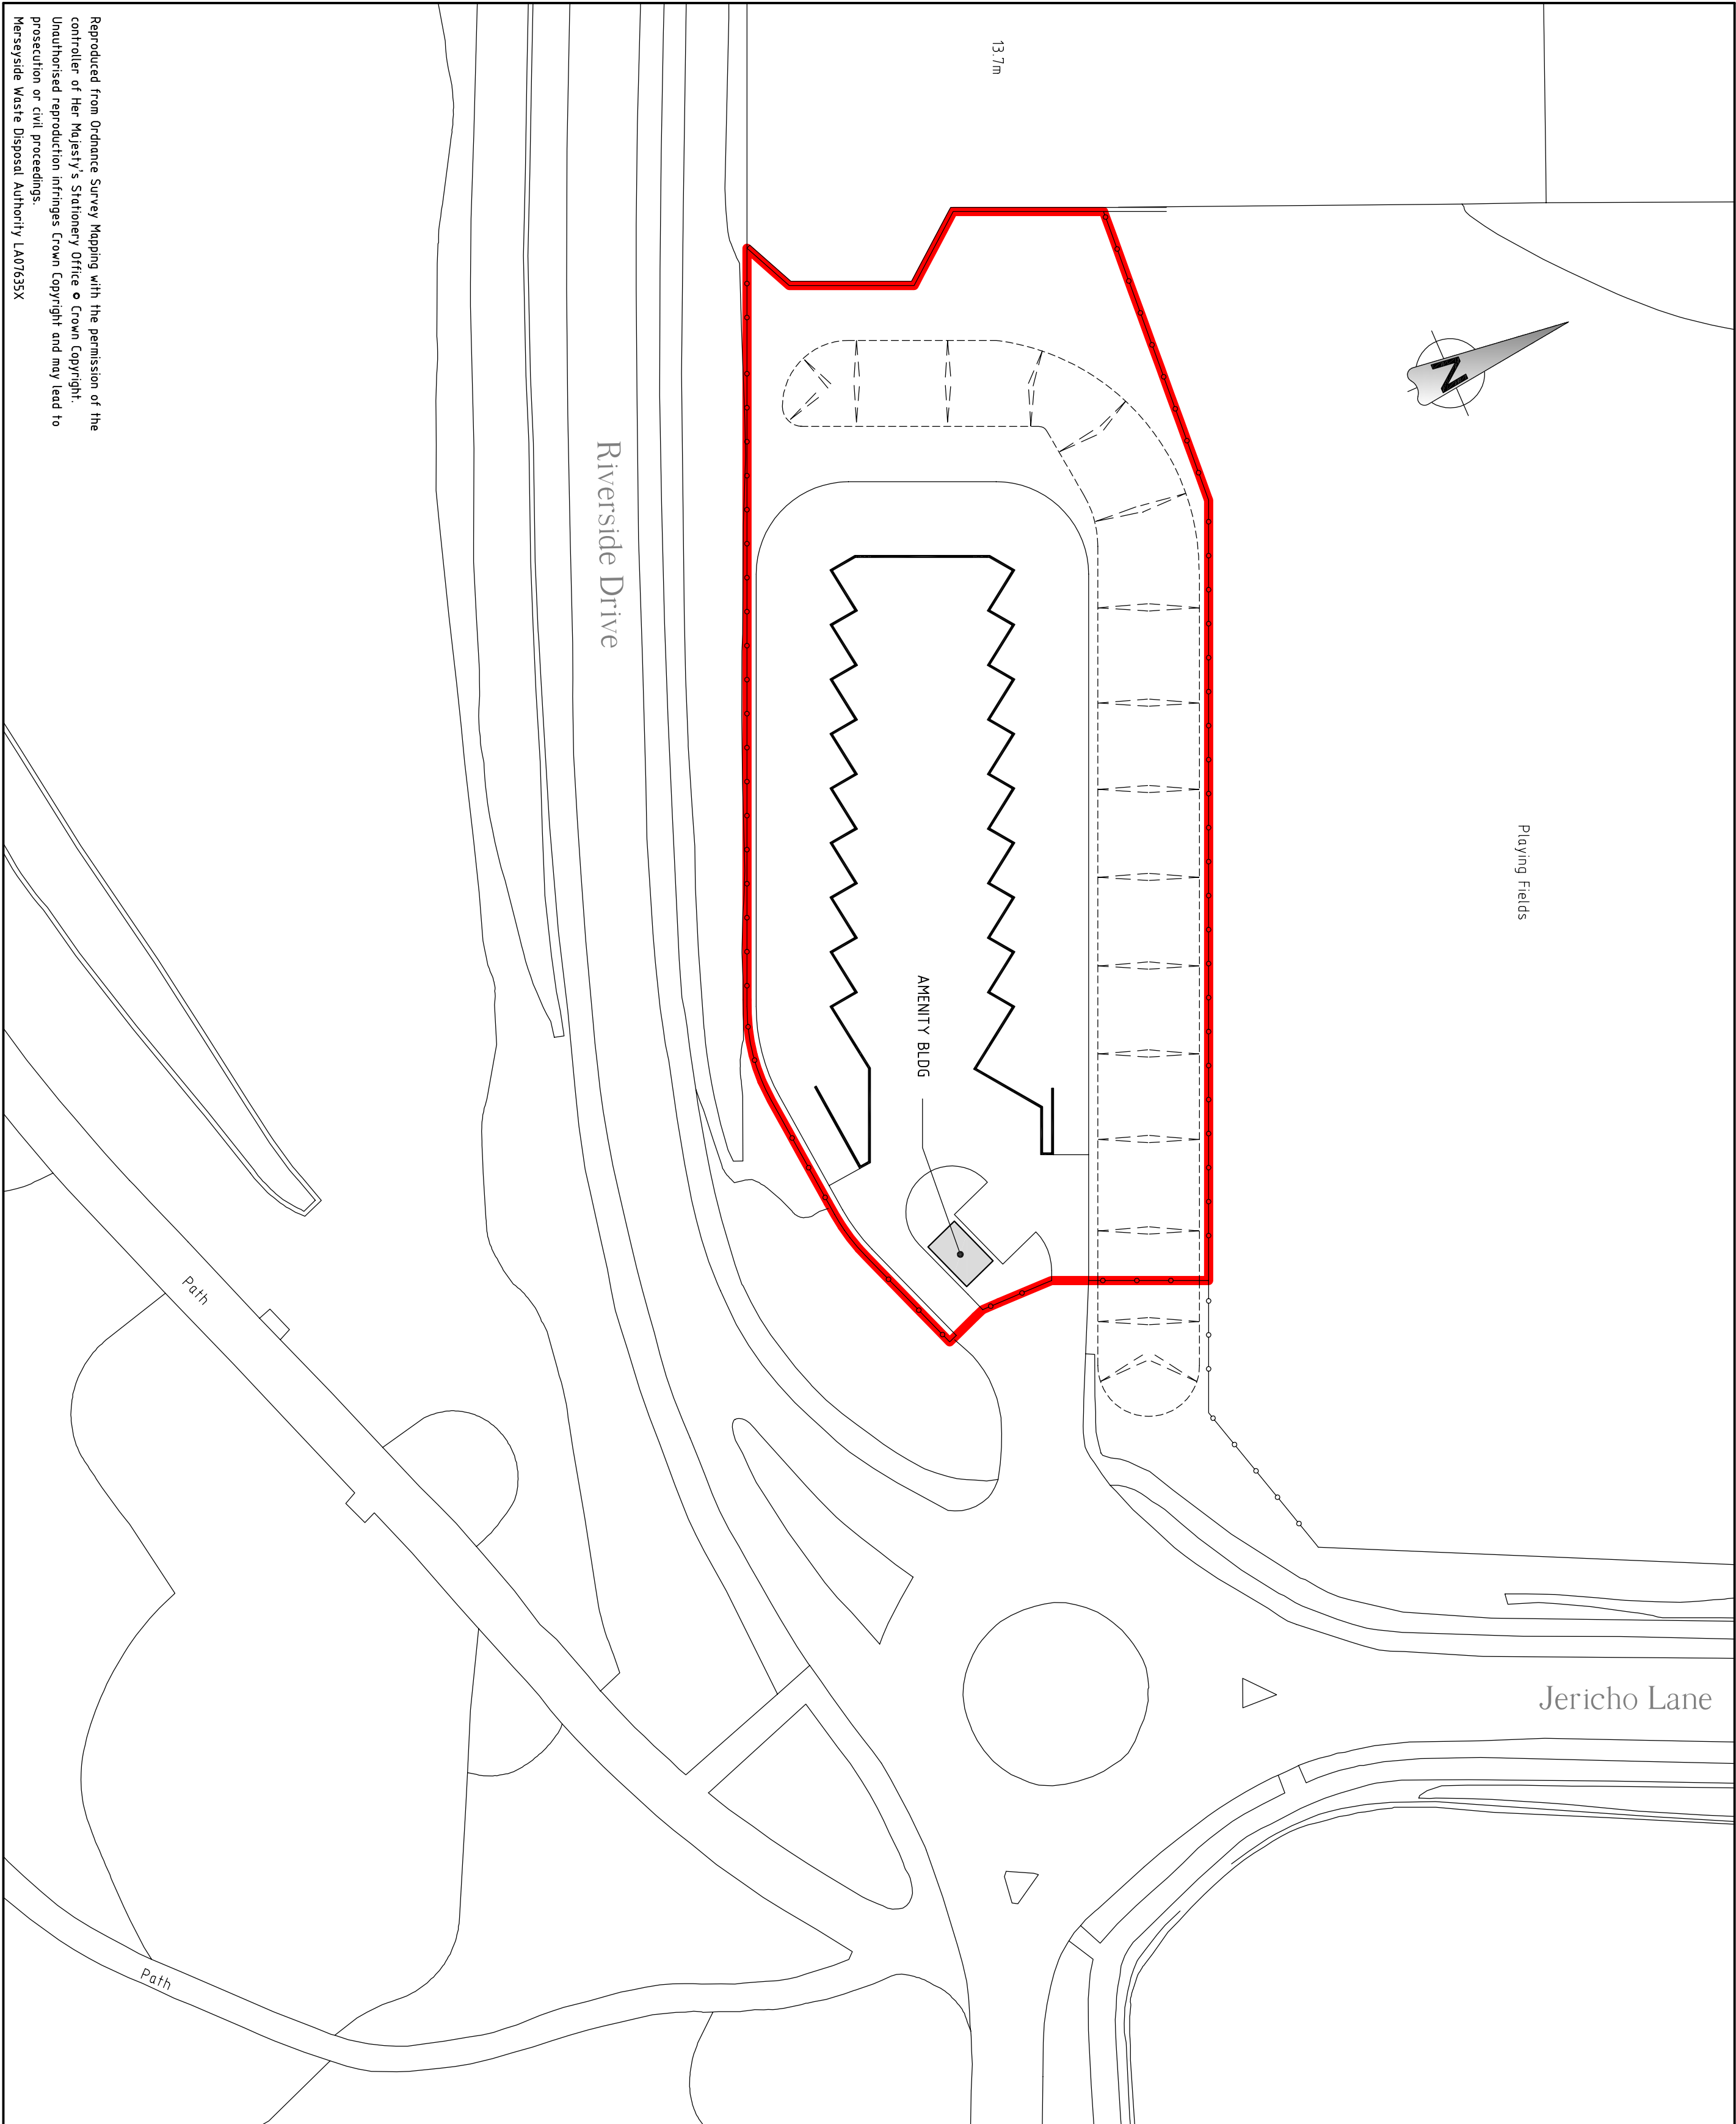 Reproduced from Ordnance Survey Mapping with the permission of the
controller of Her Majesty's Stationery Office © Crown Copyright.
Unauthorised reproduction infringes Crown Copyright and may lead to
prosecution or civil proceedings.
Merseyside Waste Disposal Authority LA07635X
13.7m
N
Riverside Drive
Playing Fields
AMENITY BLDG
Path
Jericho Lane
Path